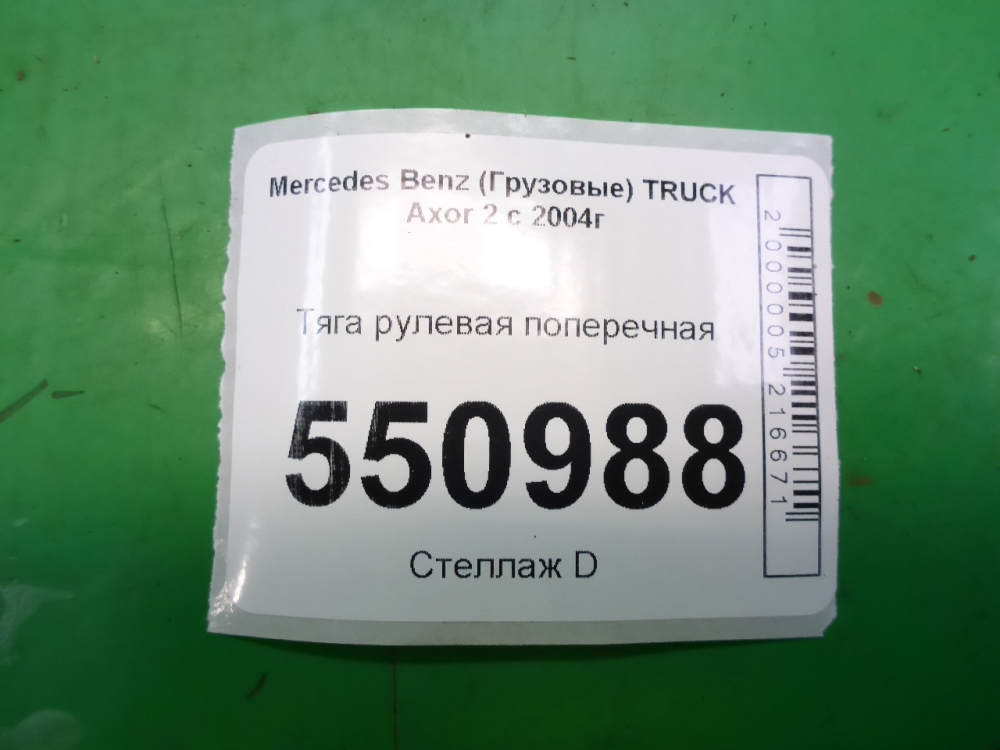 Mercedes Benz (Грузовые) TRUCK
Axor 2 с 2004г
Тяга рулевая поперечная
550988
Стеллаж D
2000005216671